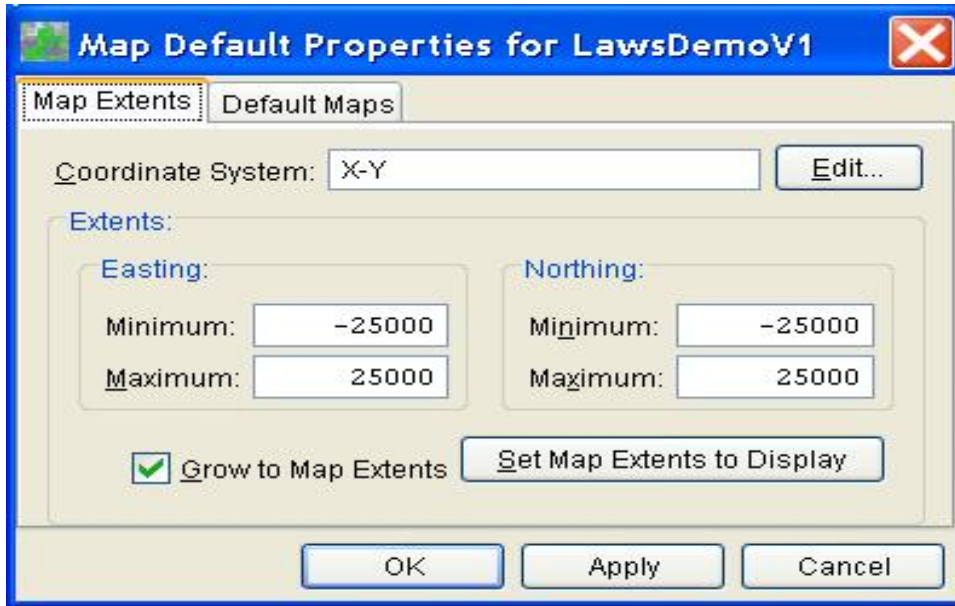 Map Default Properties for LawsDemoV1
Map Extents Default Maps
Coordinate System: X-Y Edit...
Extents:
Easting: Northing:
Minimum: -25000 Minimum: -25000
Maximum: 25000 Maximum: 25000
Grow to Map Extents Set Map Extents to Display
OK Apply Cancel